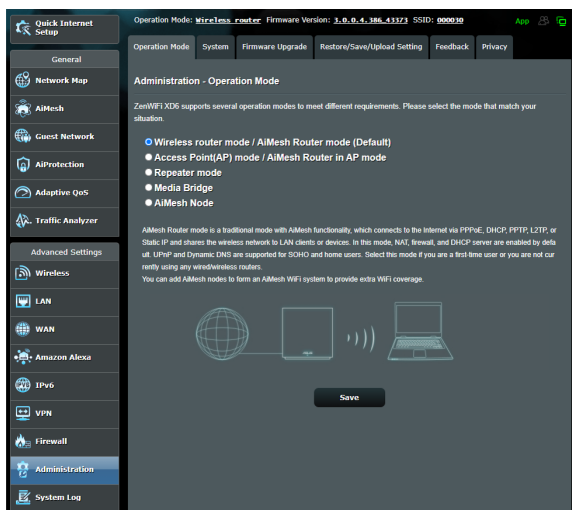 Quick Internet
Setup
Operation Mode: Wireless router Firmware Version: 3.0.0.4.386_43373 SSID: 000030
App
Operation Mode
System
Firmware Upgrade
Restore/Save/Upload Setting
Feedback
Privacy
General
Network Map
AiMesh
Guest Network
AiProtection
Adaptive QoS
Traffic Analyzer
Advanced Settings
Wireless
LAN
WAN
Amazon Alexa
IPv6
VPN
Firewall
Administration
System Log
Administration - Operation Mode
ZenWiFi XD6 supports several operation modes to meet different requirements. Please select the mode that match your
situation.
Wireless router mode / AiMesh Router mode (Default)
Access Point(AP) mode / AiMesh Router in AP mode
Repeater mode
Media Bridge
AiMesh Node
AiMesh Router mode is a traditional mode with AiMesh functionality, which connects to the Internet via PPPoE, DHCP, PPTP, L2TP, or
Static IP and shares the wireless network to LAN clients or devices. In this mode, NAT, firewall, and DHCP server are enabled by defa
ult. UPnP and Dynamic DNS are supported for SOHO and home users. Select this mode if you are a first-time user or you are not cur
rently using any wired/wireless routers.
You can add AiMesh nodes to form an AiMesh WiFi system to provide extra WiFi coverage.
Save